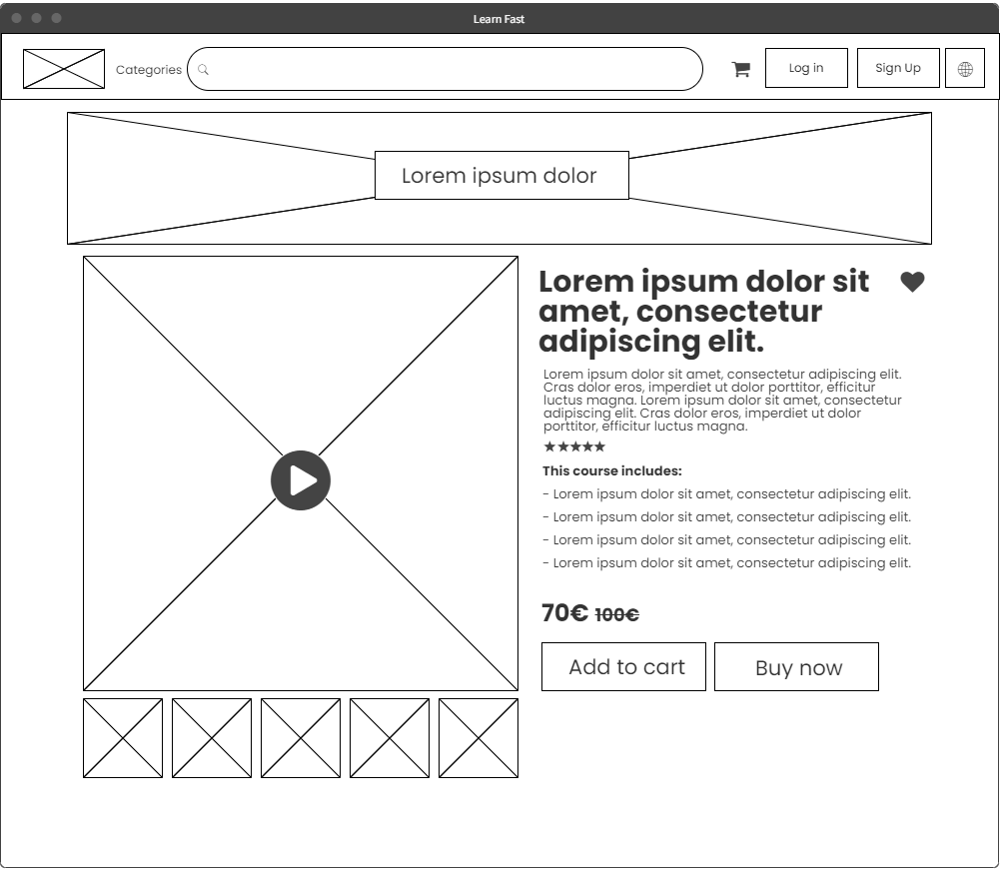 Learn Fast
Categories
Log in
Sign Up
Lorem ipsum dolor
Lorem ipsum dolor sit
amet, consectetur
adipiscing elit.
Lorem ipsum dolor sit amet, consectetur adipiscing elit.
Cras dolor eros, imperdiet ut dolor porttitor, efficitur
luctus magna. Lorem ipsum dolor sit amet, consectetur
adipiscing elit. Cras dolor eros, imperdiet ut dolor
porttitor, efficitur luctus magna.
This course includes:
- Lorem ipsum dolor sit amet, consectetur adipiscing elit.
- Lorem ipsum dolor sit amet, consectetur adipiscing elit.
- Lorem ipsum dolor sit amet, consectetur adipiscing elit.
- Lorem ipsum dolor sit amet, consectetur adipiscing elit.
70€ 100€
Add to cart
Buy now